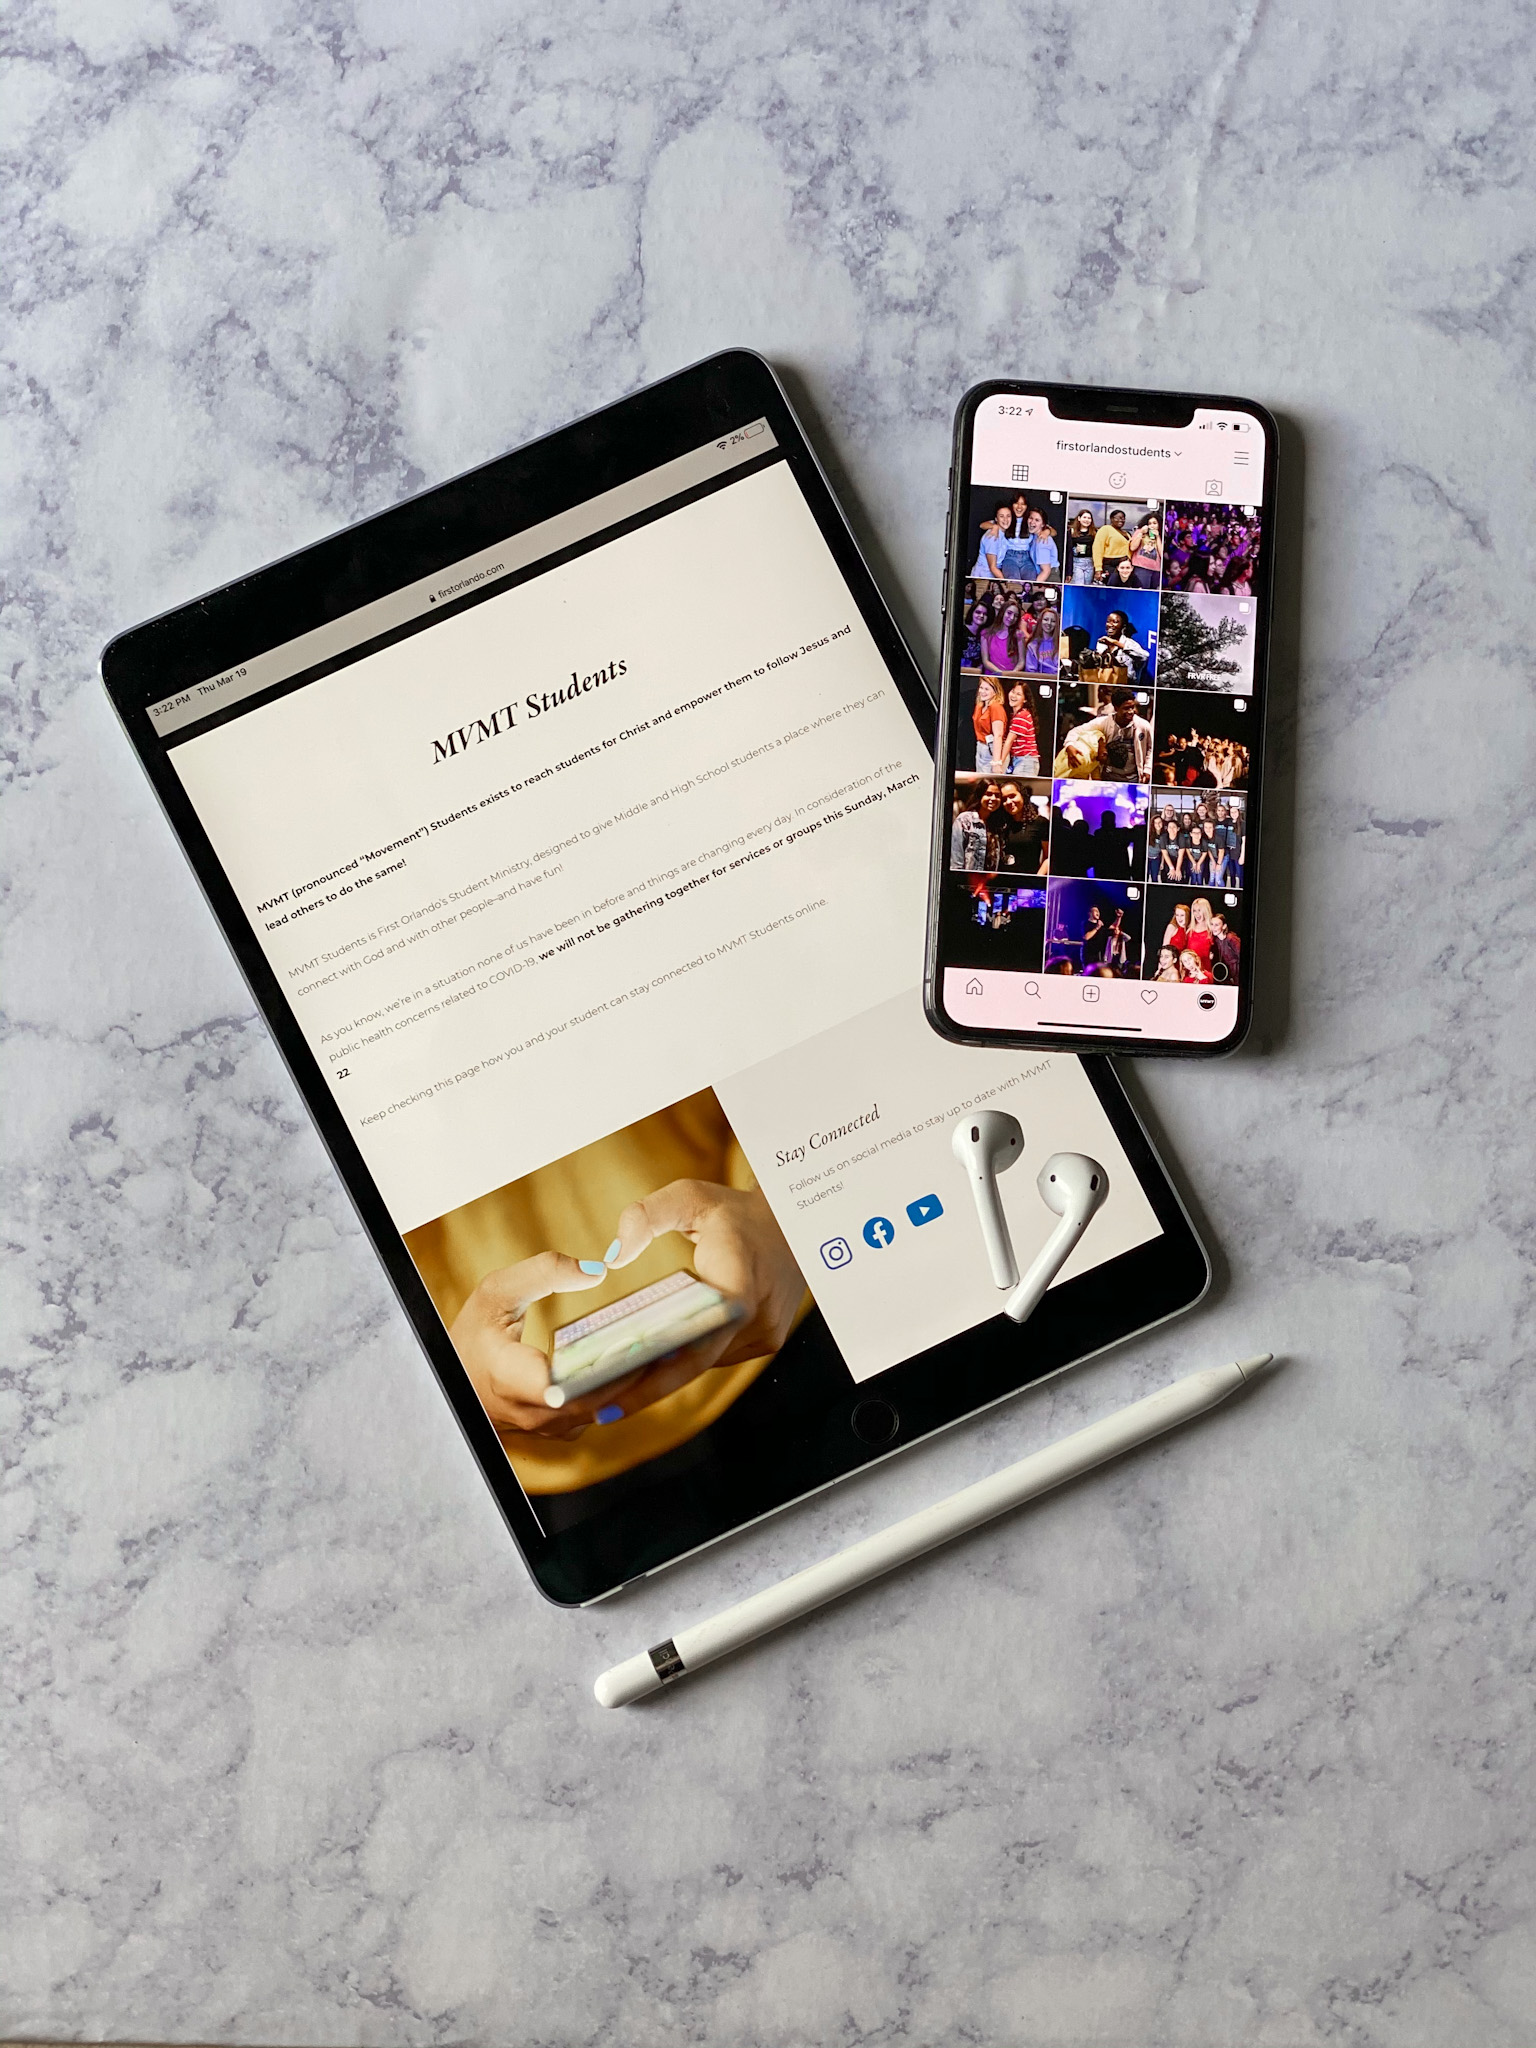 3:22 PM Thu Mar 19
2%
firstorlando.com
MVMT Students
MVMT (pronounced “Movement”) Students exists to reach students for Christ and empower them to follow Jesus and
lead others to do the same!
MVMT Students is First Orlando's Student Ministry, designed to give Middle and High School students a place where they can
connect with God and with other people–and have fun!
As you know, we're in a situation none of us have been in before and things are changing every day. In consideration of the
public health concerns related to COVID-19, we will not be gathering together for services or groups this Sunday, March
22.
Keep checking this page how you and your student can stay connected to MVMT Students online.
Stay Connected
Follow us on social media to stay up to date with MVMT
Students!
3:22
firstorlandostudents
F
MVMT